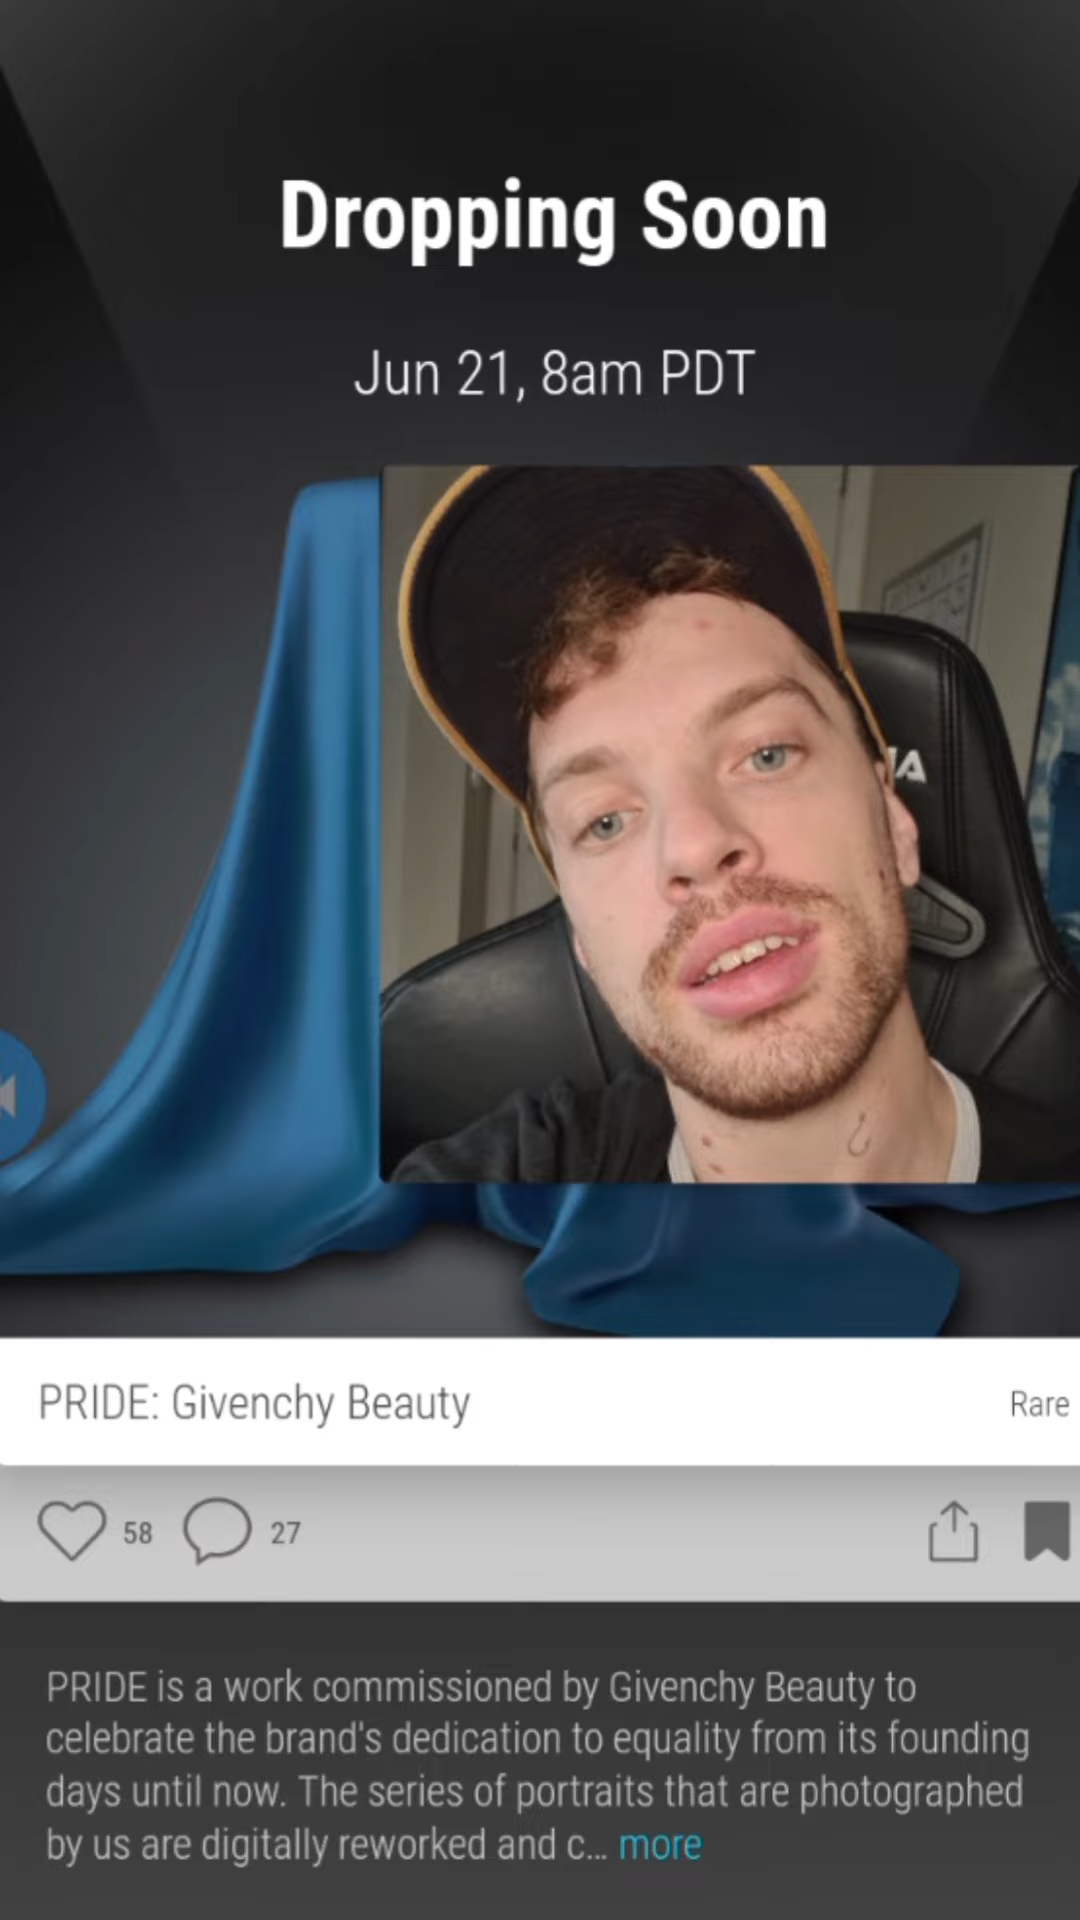 Dropping Soon
Jun 21, 8am PDT
PRIDE: Givenchy Beauty
Rare
58
27
PRIDE is a work commissioned by Givenchy Beauty to
celebrate the brand's dedication to equality from its founding
days until now. The series of portraits that are photographed
by us are digitally reworked and c... more